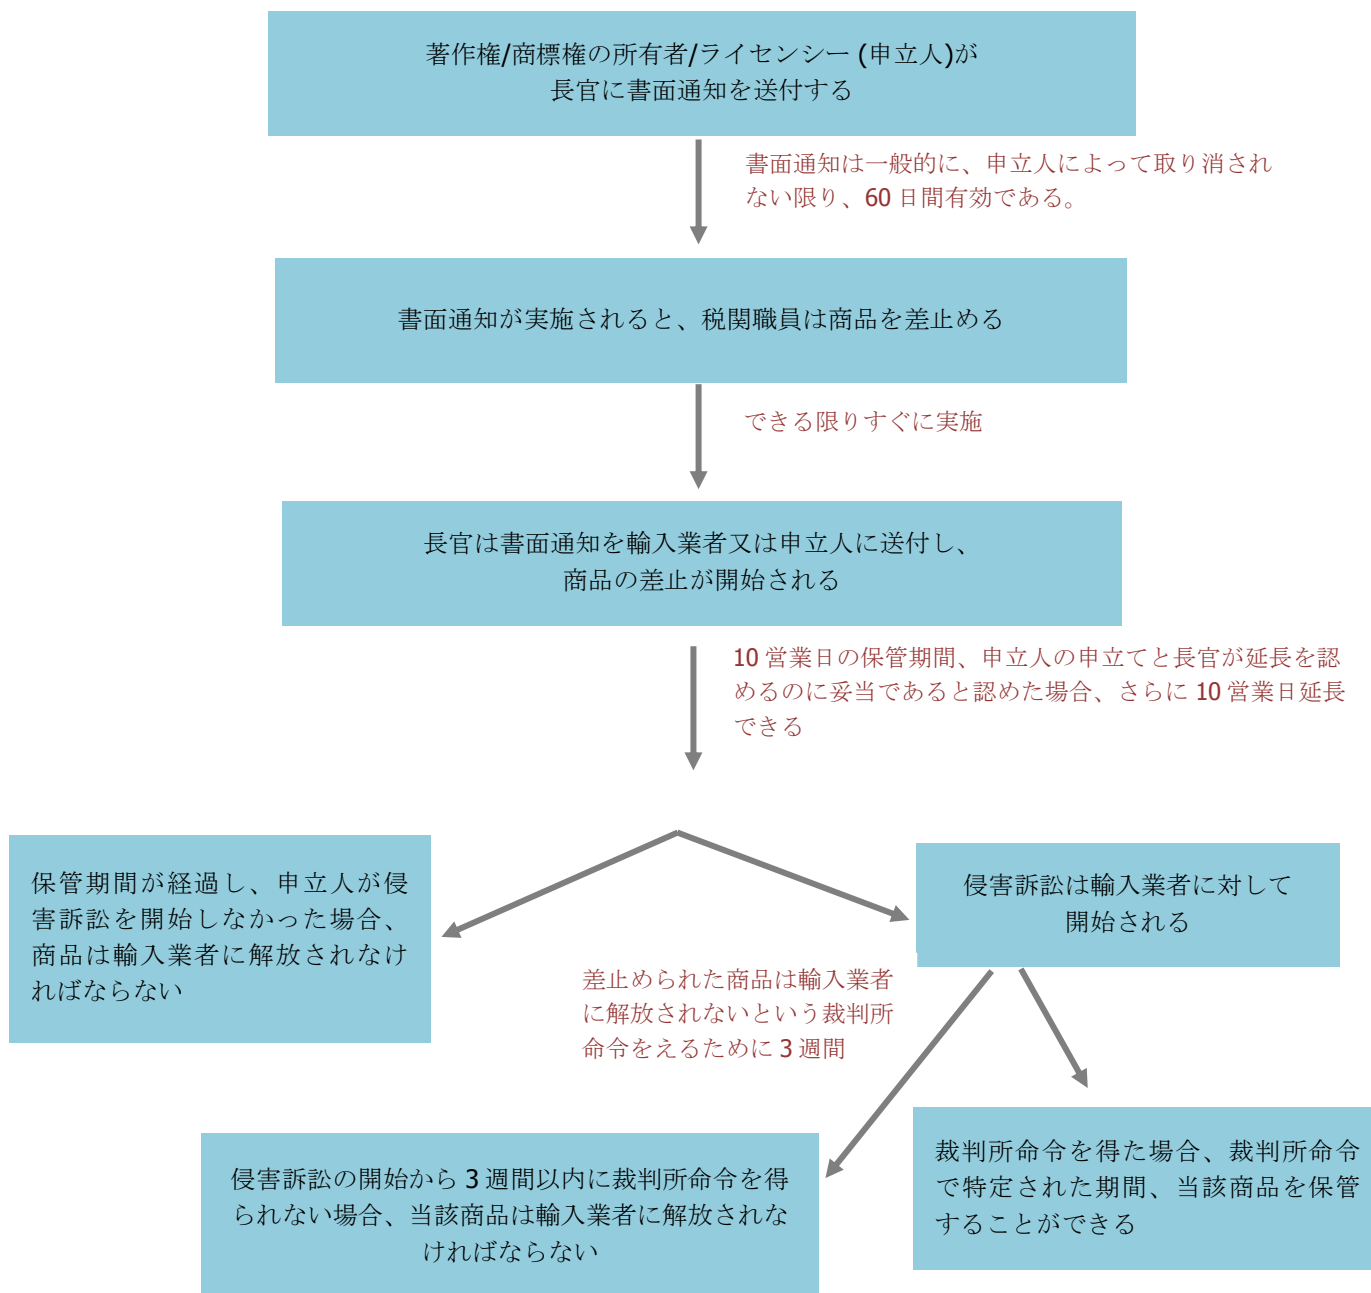 著作権/商標権の所有者/ライセンシー (申立人)が
長官に書面通知を送付する
書面通知は一般的に、申立人によって取り消され
ない限り、60 日間有効である。
書面通知が実施されると、税関職員は商品を差止める
できる限りすぐに実施
長官は書面通知を輸入業者又は申立人に送付し、
商品の差止が開始される
10 営業日の保管期間、申立人の申立てと長官が延長を認
めるのに妥当であると認めた場合、さらに 10 営業日延長
できる
保管期間が経過し、申立人が侵
害訴訟を開始しなかった場合、
商品は輸入業者に解放されなけ
ればならない
侵害訴訟は輸入業者に対して
開始される
差止められた商品は輸入業者
に解放されないという裁判所
命令をえるために 3 週間
侵害訴訟の開始から 3 週間以内に裁判所命令を得
られない場合、当該商品は輸入業者に解放されな
ければならない
裁判所命令を得た場合、裁判所命令
で特定された期間、当該商品を保管
することができる